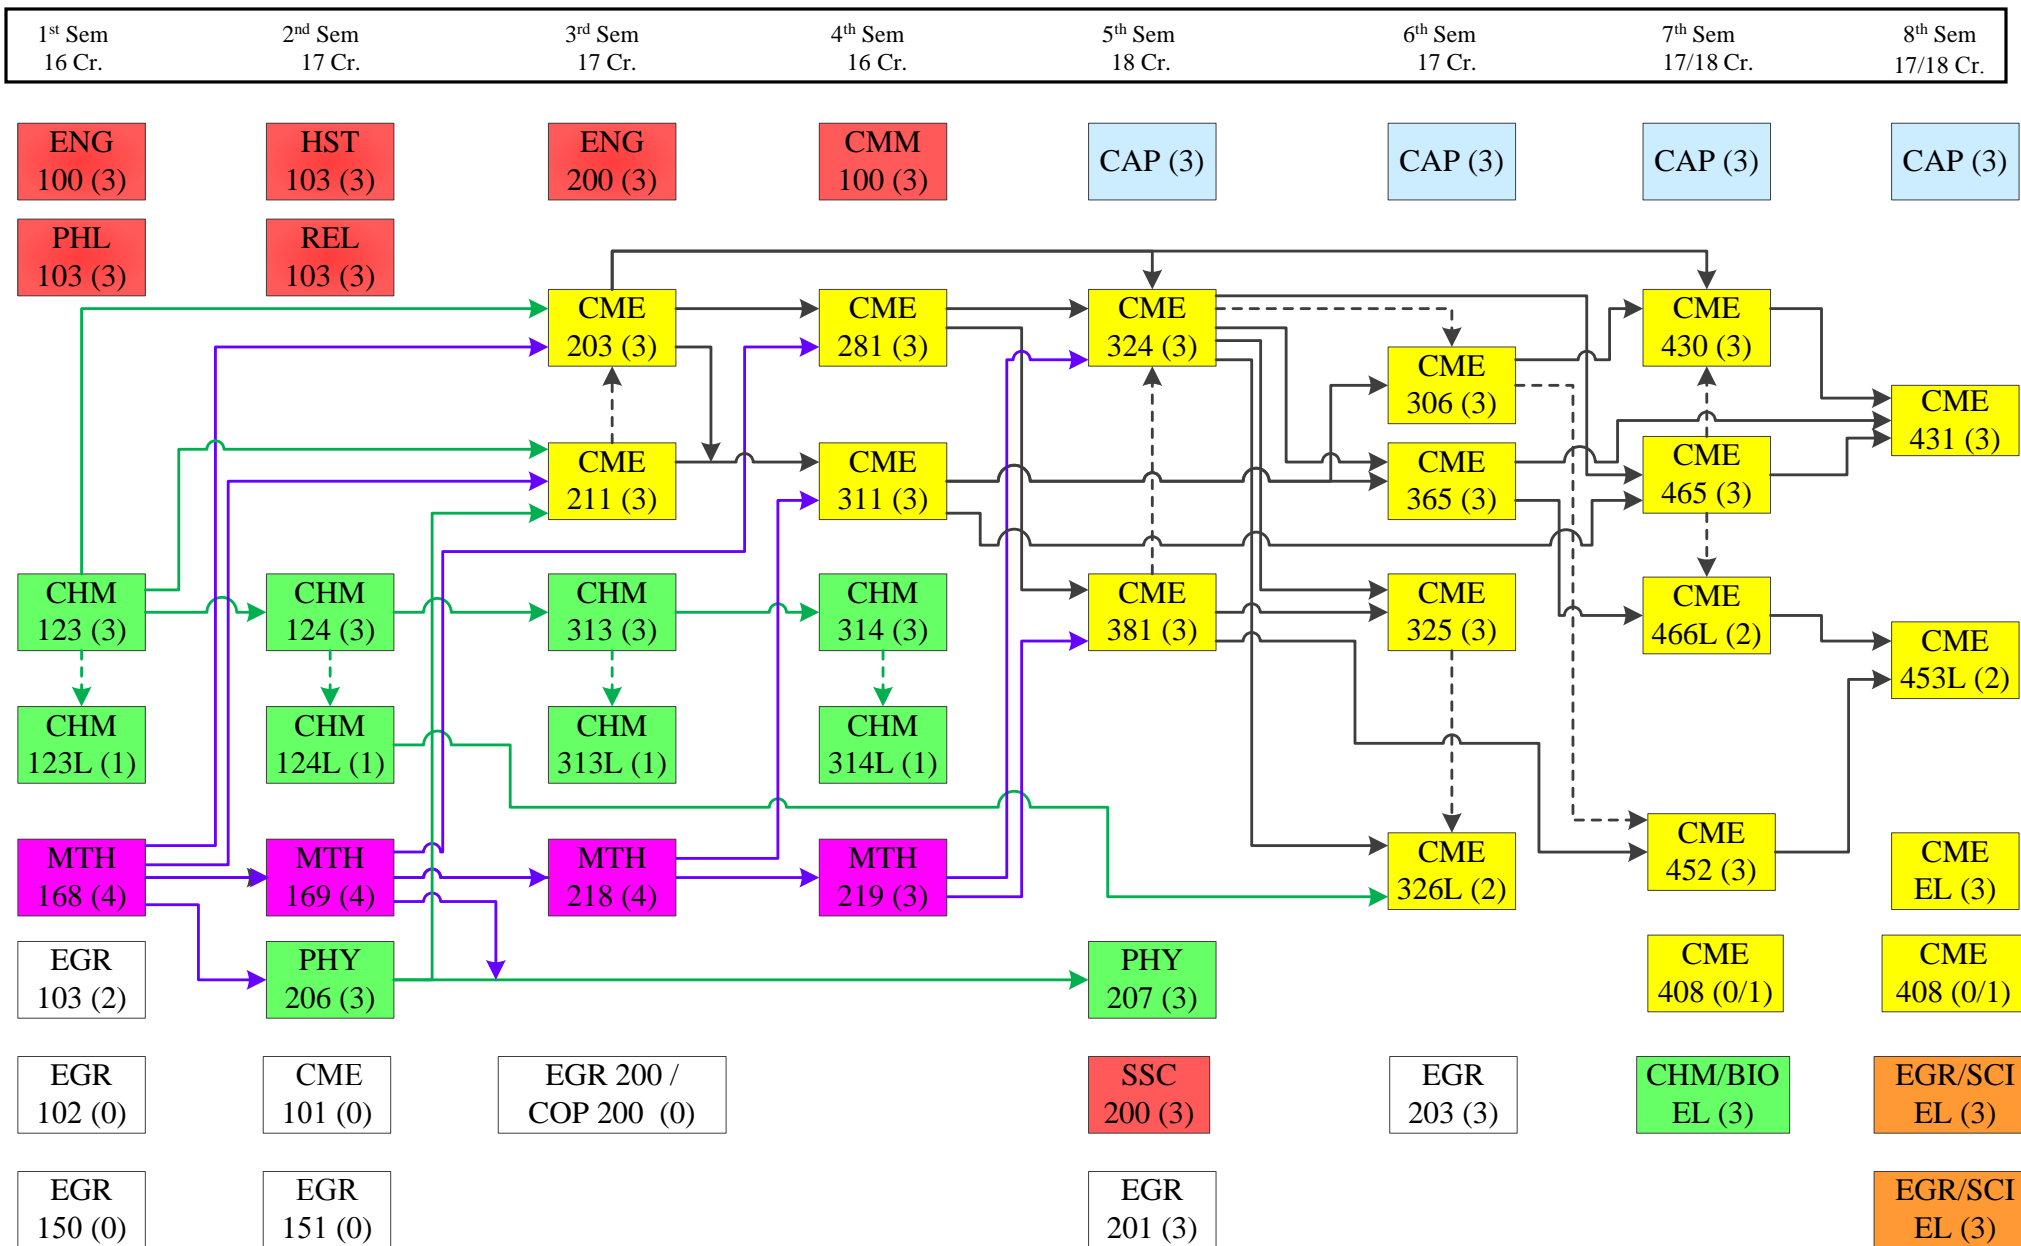 1st Sem
16 Cr.
2nd Sem
17 Cr.
3rd Sem
17 Cr.
4th Sem
16 Cr.
5th Sem
18 Cr.
6th Sem
17 Cr.
7th Sem
17/18 Cr.
8th Sem
17/18 Cr.
ENG
100 (3)
HST
103 (3)
ENG
200 (3)
CMM
100 (3)
CAP (3)
CAP (3)
CAP (3)
CAP (3)
PHL
103 (3)
REL
103 (3)
CME
203 (3)
CME
281 (3)
CME
324 (3)
CME
306 (3)
CME
430 (3)
CME
431 (3)
CME
211 (3)
CME
311 (3)
CME
365 (3)
CME
465 (3)
CHM
123 (3)
CHM
124 (3)
CHM
313 (3)
CHM
314 (3)
CME
381 (3)
CME
325 (3)
CME
466L (2)
CME
453L (2)
CHM
123L (1)
CHM
124L (1)
CHM
313L (1)
CHM
314L (1)
MTH
168 (4)
MTH
169 (4)
MTH
218 (4)
MTH
219 (3)
CME
326L (2)
CME
452 (3)
CME
EL (3)
EGR
103 (2)
PHY
206 (3)
PHY
207 (3)
CME
408 (0/1)
CME
408 (0/1)
EGR
102 (0)
CME
101 (0)
EGR 200 /
COP 200 (0)
SSC
200 (3)
EGR
203 (3)
CHM/BIO
EL (3)
EGR/SCI
EL (3)
EGR
150 (0)
EGR
151 (0)
EGR
201 (3)
EGR/SCI
EL (3)